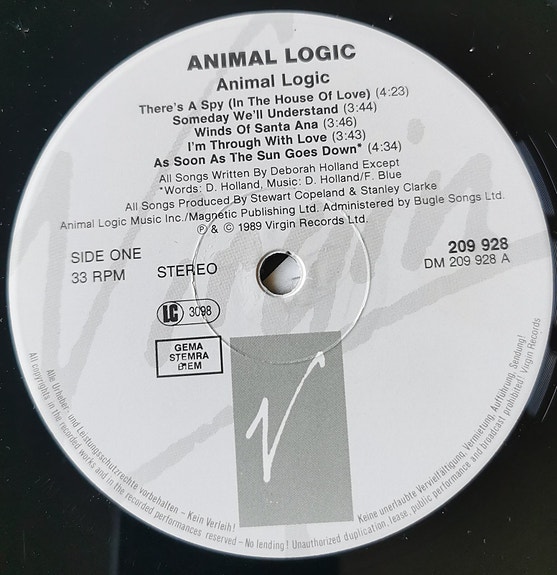 ANIMAL LOGIC
Animal Logic
There's A Spy (In The House Of Love) (4:23)
Someday We'll Understand (3:44)
Winds Of Santa Ana (3:46)
I'm Through With Love (3:43)
As Soon As The Sun Goes Down* (4:34)
All Songs Written By Deborah Holland Except
*Words: D. Holland, Music: D. Holland/F. Blue
All Songs Produced By Stewart Copeland & Stanley Clarke
Animal Logic Music Inc./Magnetic Publishing Ltd. Administered by Bugle Songs Ltd.
℗ & © 1989 Virgin Records Ltd.
SIDE ONE
33 RPM
STEREO
209 928
DM 209 928 A
LC 3098
GEMA
STEMRA
BIEM
Virgin
V
Alle Urheber- und Leistungsschutzrechte vorbehalten – Kein Verleih! Keine unerlaubte Vervielfältigung, Vermietung, Aufführung, Sendung!
All copyrights in the recorded works and in the recorded performances reserved – No lending! Unauthorized duplication, lease, public performance and broadcast prohibited! Virgin Records